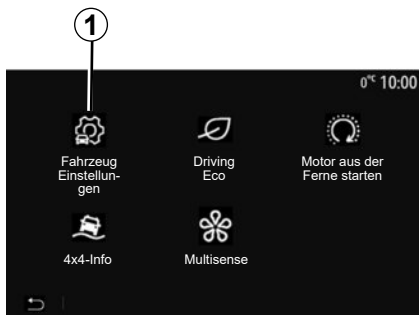 1
0°C 10:00
Fahrzeug
Einstellun-
gen
Driving
Eco
Motor aus der
Ferne starten
4x4-Info
Multisense